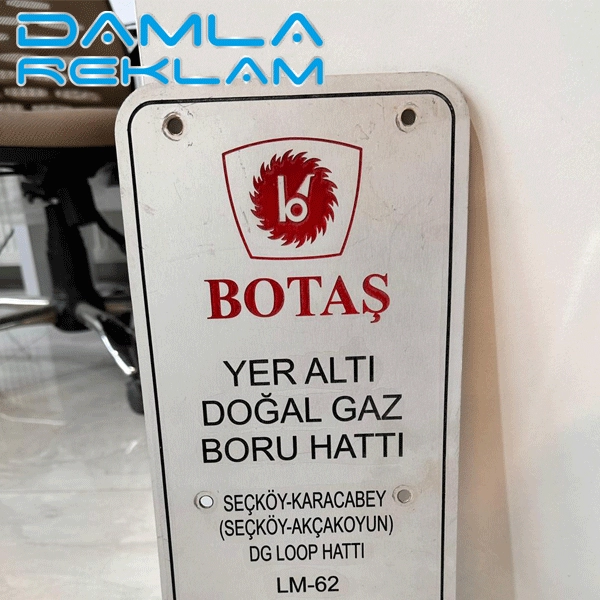 DAMLA
REKLAM
BOTAŞ
YER ALTI
DOĞAL GAZ
BORU HATTI
SEÇKÖY-KARACABEY
(SEÇKÖY-AKÇAKOYUN)
DG LOOP HATTI
LM-62